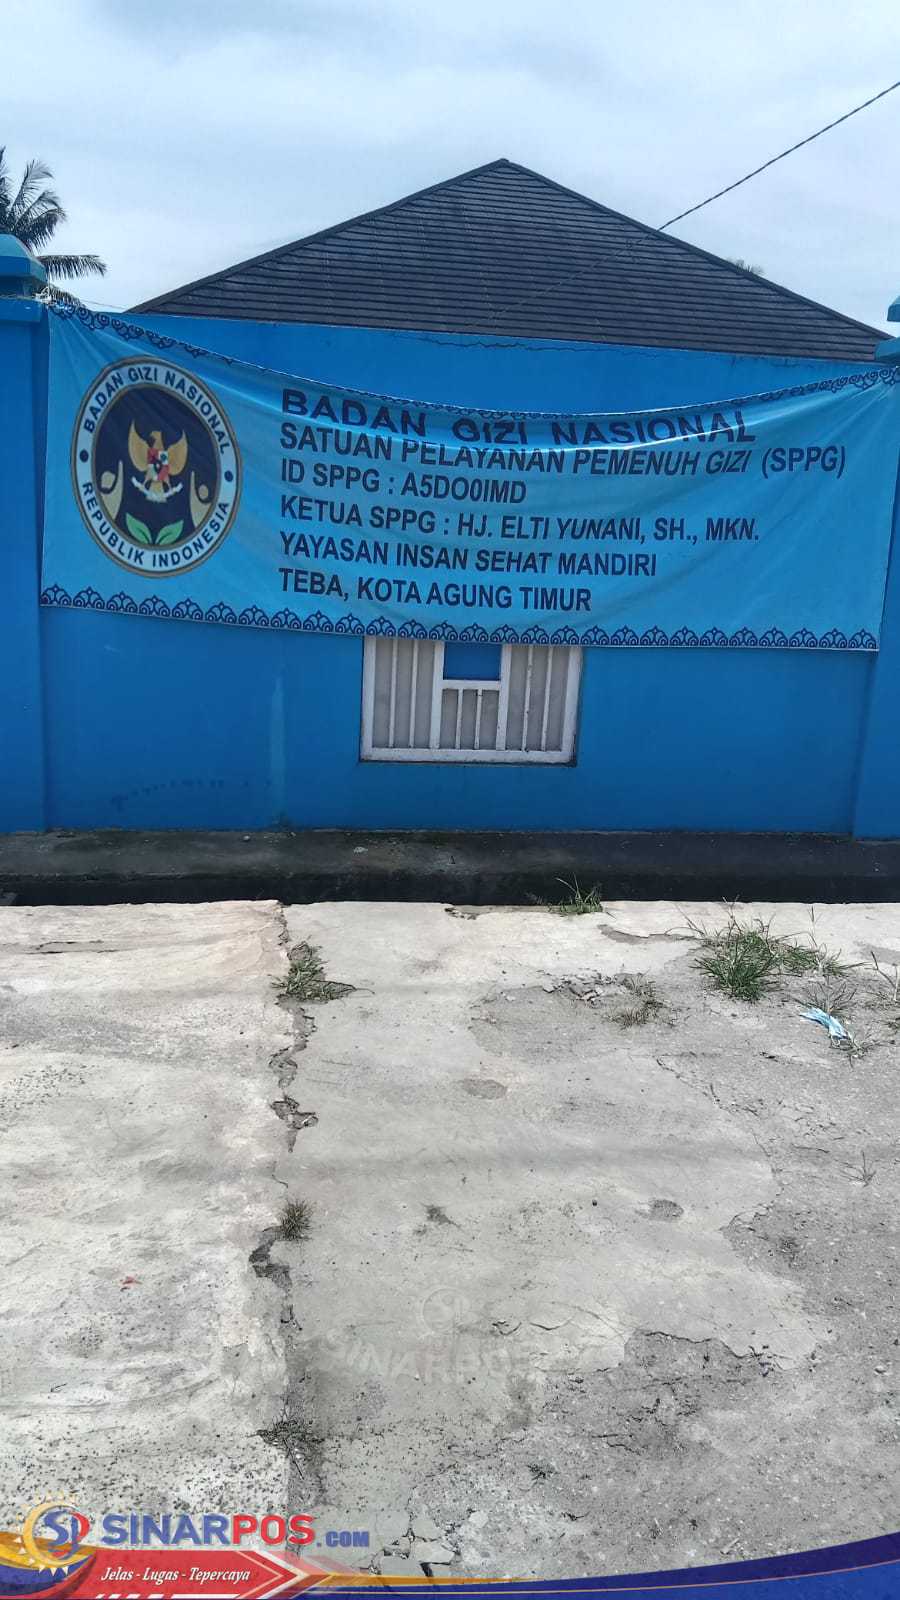 BADAN GIZI NASIONAL
REPUBLIK INDONESIA
BADAN GIZI NASIONAL
SATUAN PELAYANAN PEMENUH GIZI (SPPG)
ID SPPG : A5DO0IMD
KETUA SPPG : HJ. ELTI YUNANI, SH., MKN.
YAYASAN INSAN SEHAT MANDIRI
TEBA, KOTA AGUNG TIMUR
SINARPOS
SINARPOS.COM
Jelas - Lugas - Tepercaya